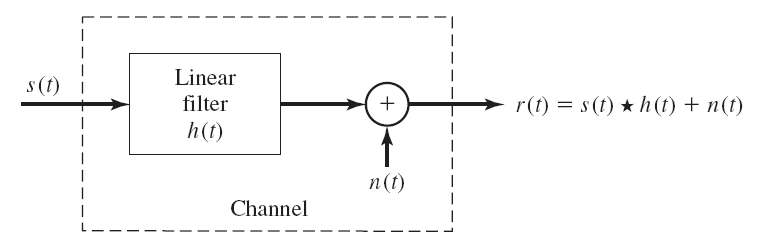 s(t)
Linear
filter
h(t)
+
r(t) = s(t) ★ h(t) + n(t)
n(t)
Channel